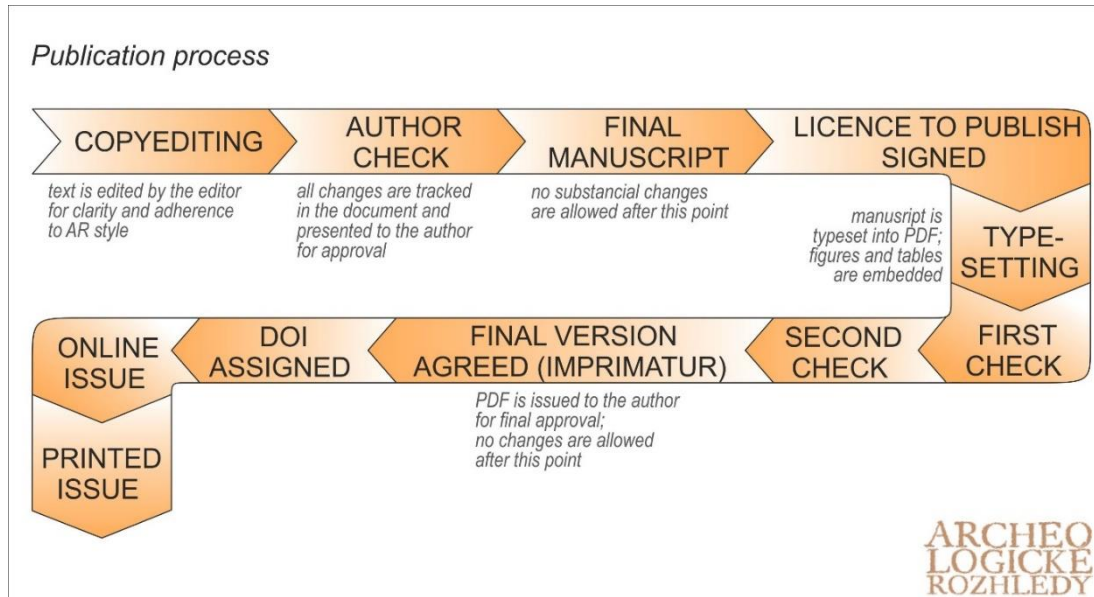 Publication process
COPYEDITING
text is edited by the editor
for clarity and adherence
to AR style
AUTHOR
CHECK
all changes are tracked
in the document and
presented to the author
for approval
FINAL
MANUSCRIPT
no substancial changes
are allowed after this point
LICENCE TO PUBLISH
SIGNED
TYPE-
SETTING
manusript is
typeset into PDF;
figures and tables
are embedded
FIRST
CHECK
SECOND
CHECK
FINAL VERSION
AGREED (IMPRIMATUR)
PDF is issued to the author
for final approval;
no changes are allowed
after this point
DOI
ASSIGNED
ONLINE
ISSUE
PRINTED
ISSUE
ARCHEO
LOGICKE
ROZHLEDY